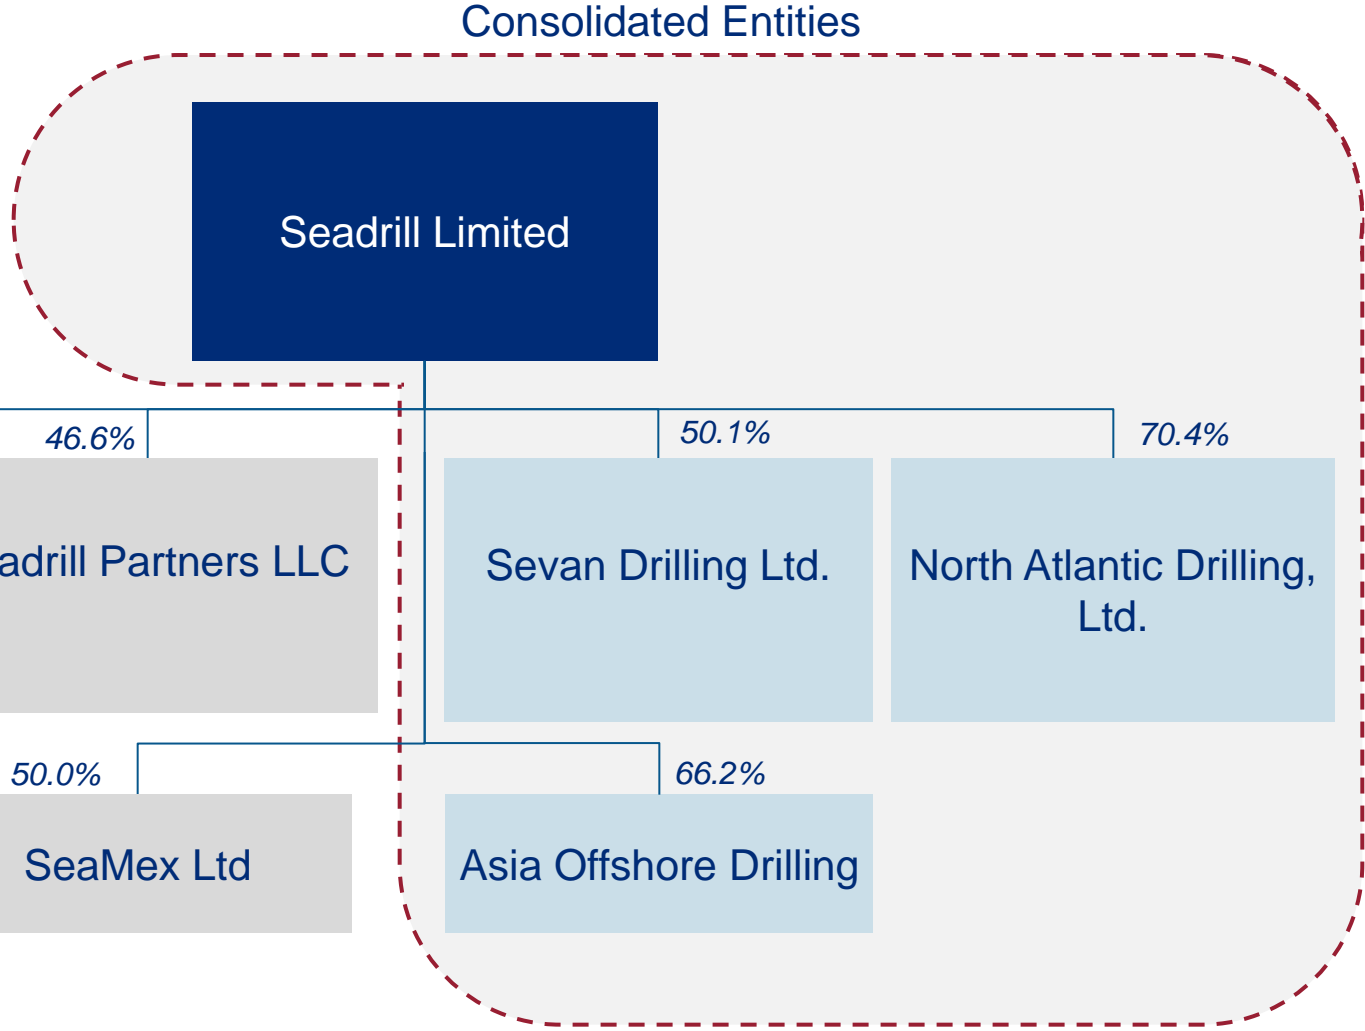 Consolidated Entities
Seadrill Limited
46.6%
50.1%
70.4%
adrill Partners LLC
Sevan Drilling Ltd.
North Atlantic Drilling,
Ltd.
50.0%
66.2%
SeaMex Ltd
Asia Offshore Drilling